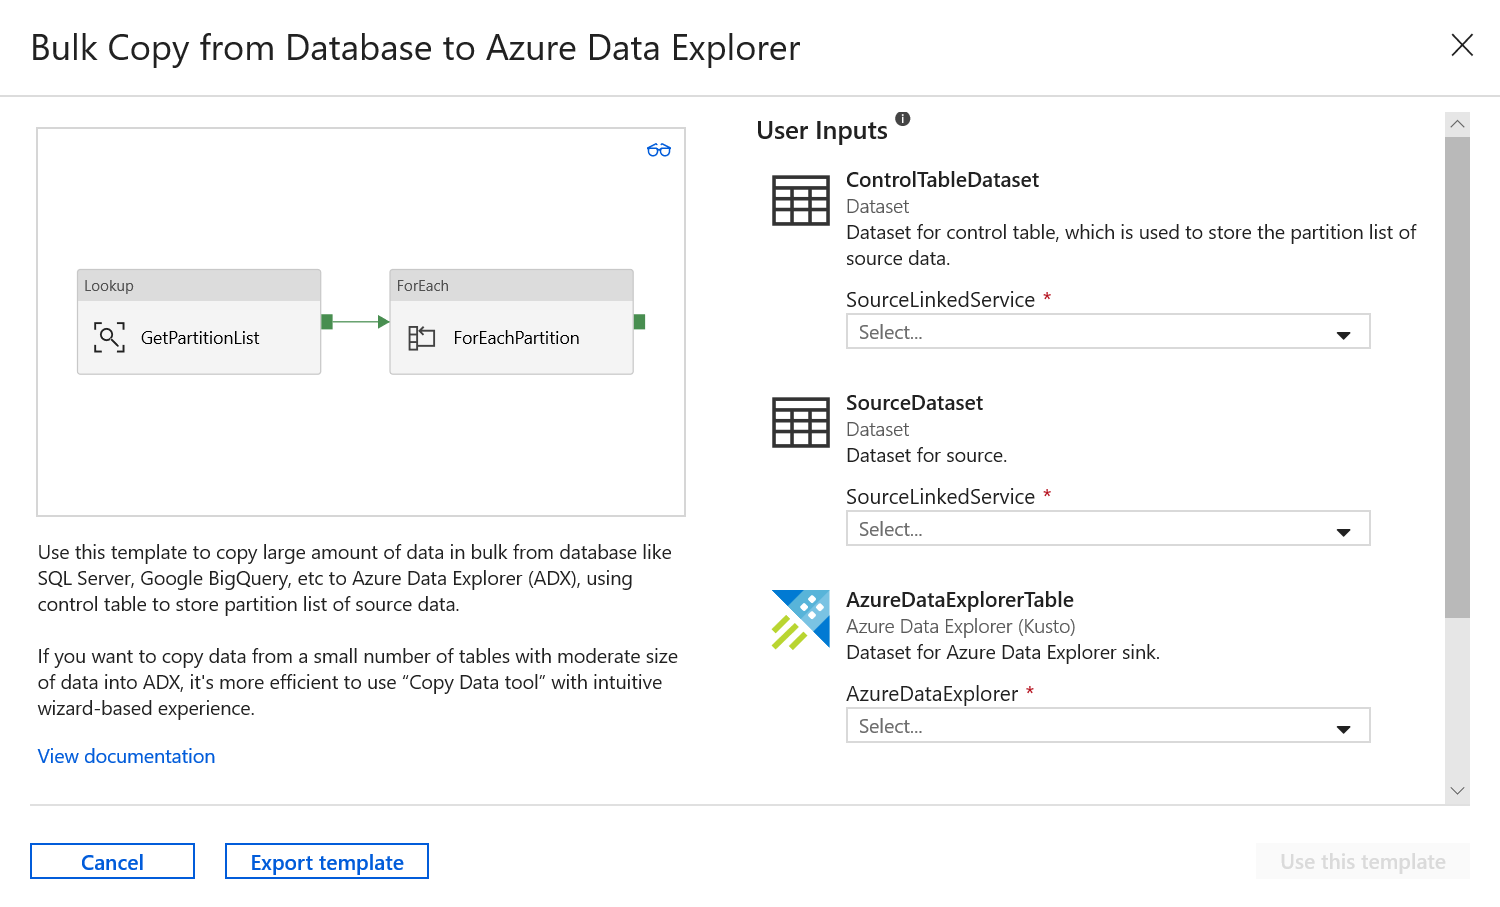 Bulk Copy from Database to Azure Data Explorer
Lookup
GetPartitionList
ForEach
ForEachPartition
Use this template to copy large amount of data in bulk from database like
SQL Server, Google BigQuery, etc to Azure Data Explorer (ADX), using
control table to store partition list of source data.
If you want to copy data from a small number of tables with moderate size
of data into ADX, it's more efficient to use “Copy Data tool” with intuitive
wizard-based experience.
View documentation
User Inputs
ControlTableDataset
Dataset
Dataset for control table, which is used to store the partition list of
source data.
SourceLinkedService *
Select...
SourceDataset
Dataset
Dataset for source.
SourceLinkedService *
Select...
AzureDataExplorerTable
Azure Data Explorer (Kusto)
Dataset for Azure Data Explorer sink.
AzureDataExplorer *
Select...
Cancel
Export template
Use this template